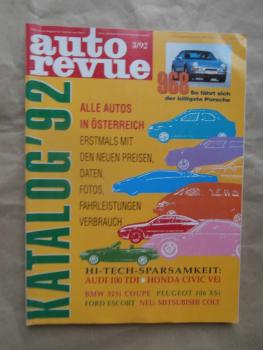 auto
revue
3/92
968
So fährt sich
der billigste Porsche
KATALOG '92
ALLE AUTOS
IN ÖSTERREICH
ERSTMALS MIT
DEN NEUEN PREISEN,
DATEN,
FOTOS,
FAHRLEISTUNGEN
VERBRAUCH
HI-TECH-SPARSAMKEIT:
AUDI 100 TDI HONDA CIVIC VEi
BMW 325i COUPE PEUGEOT 106 XSi
FORD ESCORT NEU: MITSUBISHI COLT